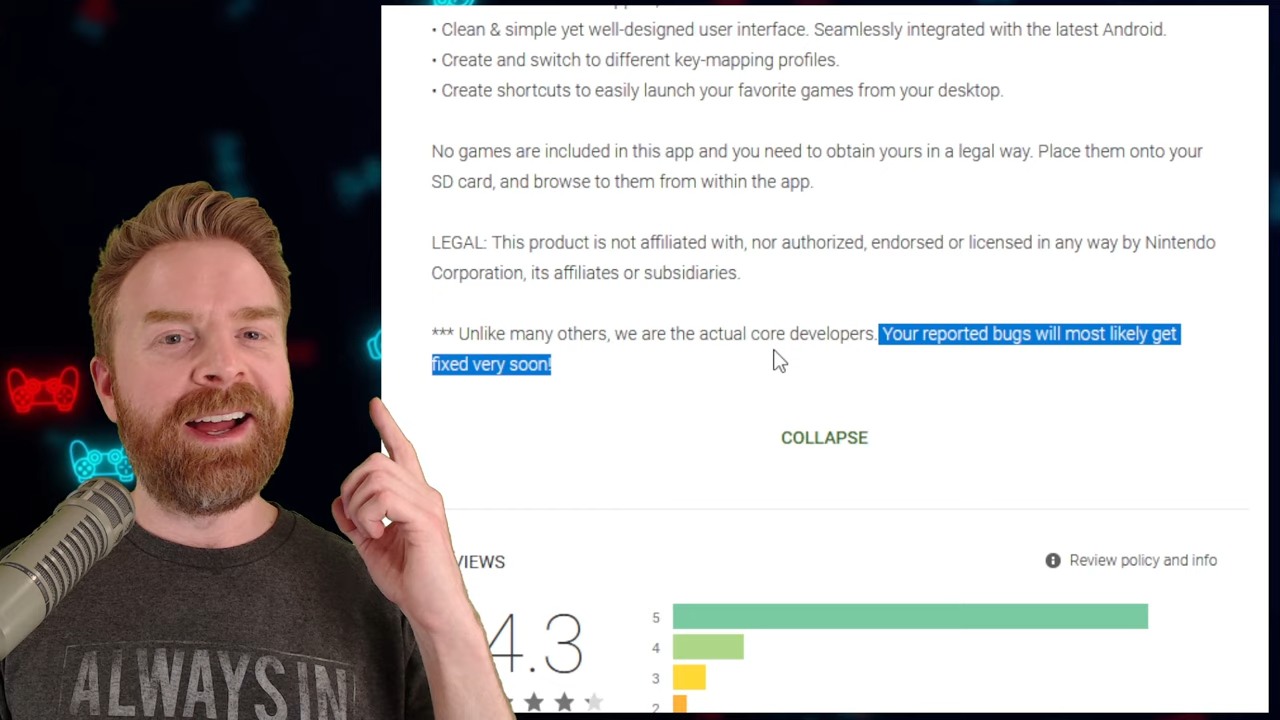 • Clean & simple yet well-designed user interface. Seamlessly integrated with the latest Android.
• Create and switch to different key-mapping profiles.
• Create shortcuts to easily launch your favorite games from your desktop.
No games are included in this app and you need to obtain yours in a legal way. Place them onto your
SD card, and browse to them from within the app.
LEGAL: This product is not affiliated with, nor authorized, endorsed or licensed in any way by Nintendo
Corporation, its affiliates or subsidiaries.
*** Unlike many others, we are the actual core developers. Your reported bugs will most likely get
fixed very soon!
COLLAPSE
VIEWS
Review policy and info
4.3
5
4
3
2
ALWAYS IN